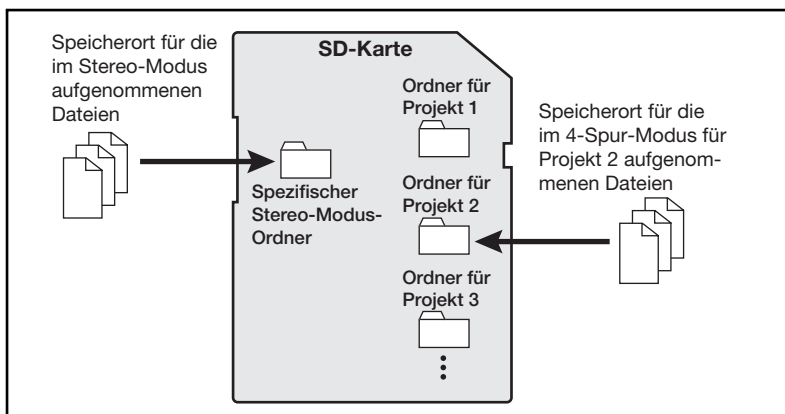 Speicherort für die
im Stereo-Modus
aufgenommenen
Dateien
SD-Karte
Spezifischer
Stereo-Modus-
Ordner
Ordner für
Projekt 1
Ordner für
Projekt 2
Ordner für
Projekt 3
Speicherort für die
im 4-Spur-Modus für
Projekt 2 aufgenom-
menen Dateien